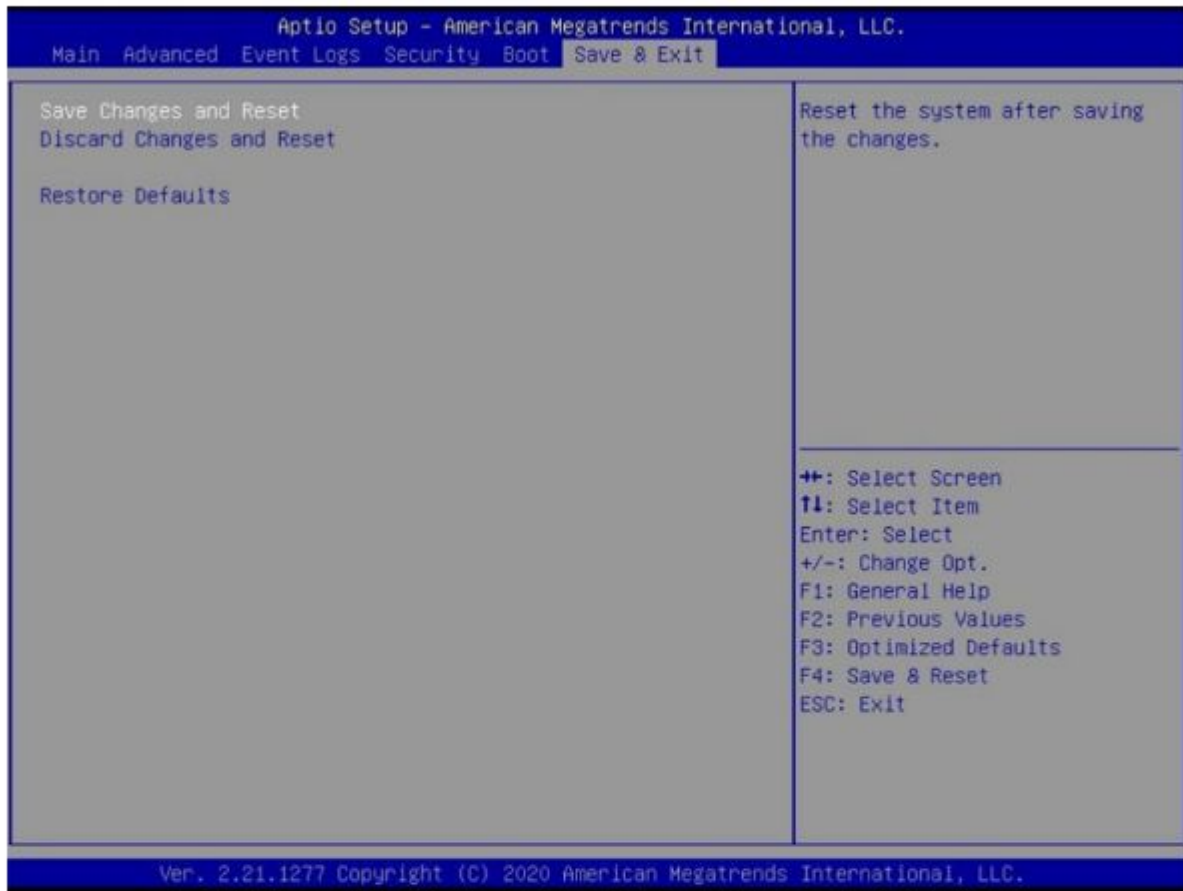 Aptio Setup – American Megatrends International, LLC.
Main Advanced Event Logs Security Boot Save & Exit
Save Changes and Reset
Discard Changes and Reset
Restore Defaults
Reset the system after saving
the changes.
→←: Select Screen
↑↓: Select Item
Enter: Select
+/-: Change Opt.
F1: General Help
F2: Previous Values
F3: Optimized Defaults
F4: Save & Reset
ESC: Exit
Ver. 2.21.1277 Copyright (C) 2020 American Megatrends International, LLC.